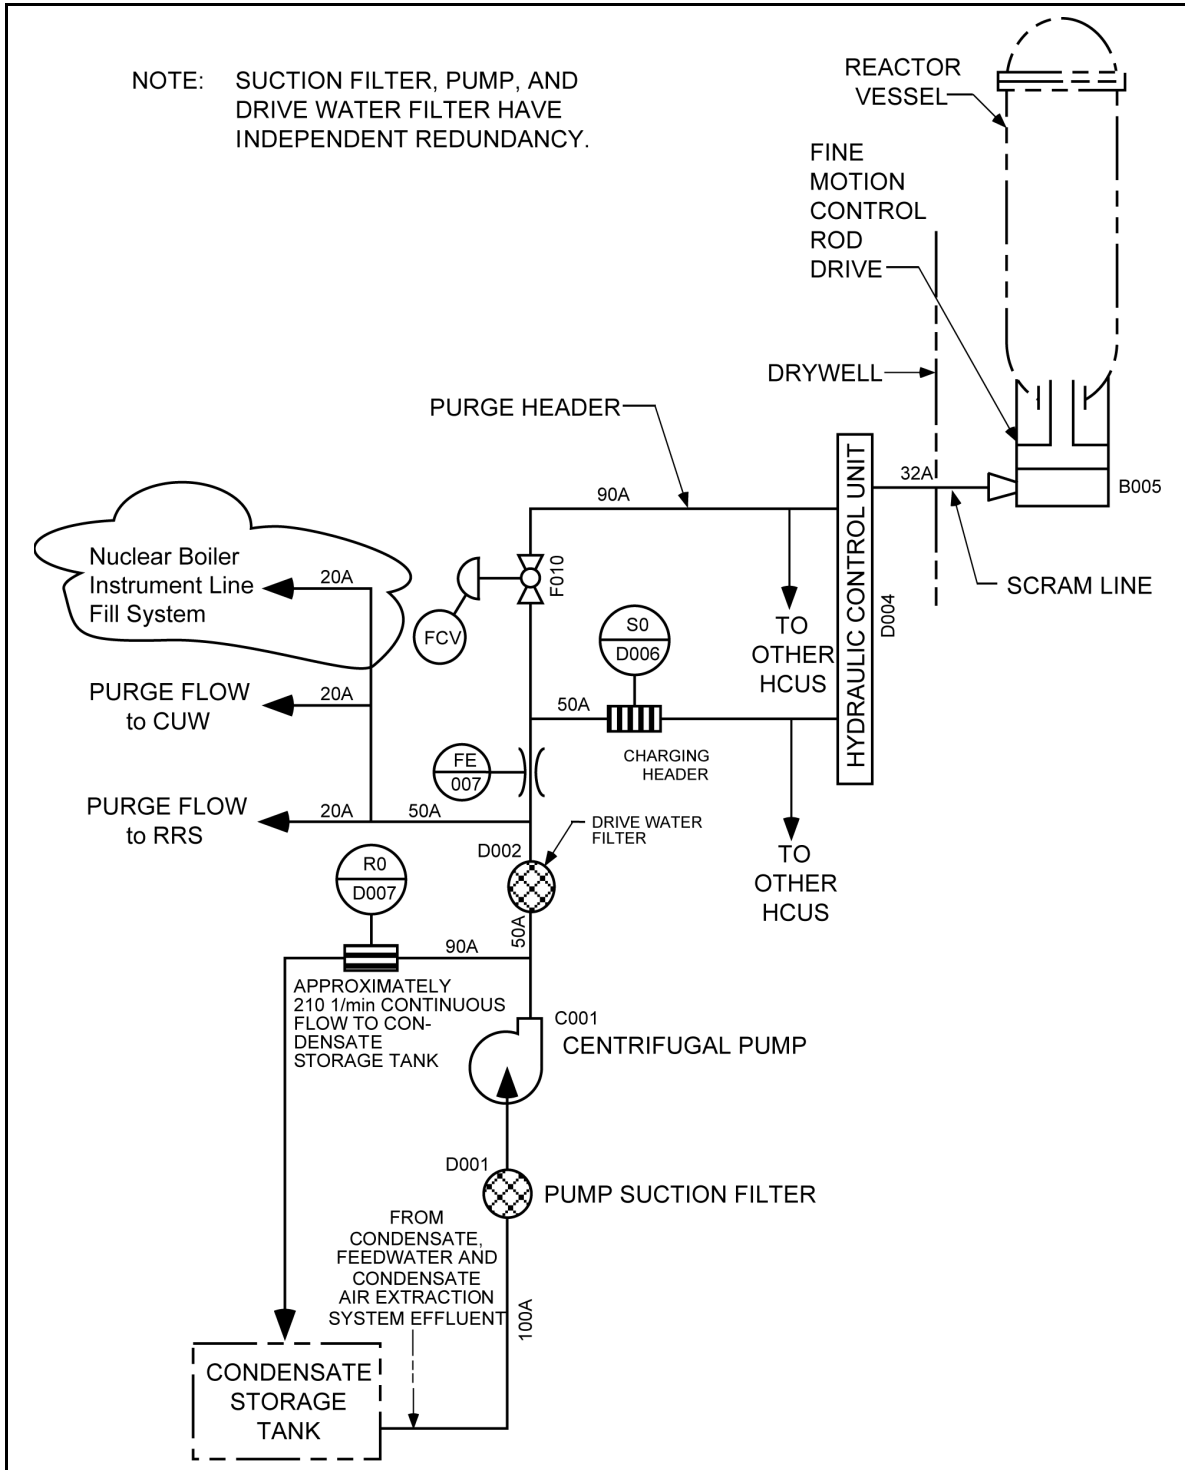 NOTE: SUCTION FILTER, PUMP, AND
DRIVE WATER FILTER HAVE
INDEPENDENT REDUNDANCY.
REACTOR
VESSEL
FINE
MOTION
CONTROL
ROD
DRIVE
DRYWELL
PURGE HEADER
90A
32A
B005
SCRAM LINE
HYDRAULIC CONTROL UNIT
D004
Nuclear Boiler
Instrument Line
Fill System
20A
F010
FCV
S0
D006
TO
OTHER
HCUS
PURGE FLOW
to CUW
20A
50A
CHARGING
HEADER
FE
007
PURGE FLOW
to RRS
20A
50A
DRIVE WATER
FILTER
D002
TO
OTHER
HCUS
R0
D007
50A
90A
APPROXIMATELY
210 1/min CONTINUOUS
FLOW TO CON-
DENSATE
STORAGE TANK
C001
CENTRIFUGAL PUMP
D001
PUMP SUCTION FILTER
FROM
CONDENSATE,
FEEDWATER AND
CONDENSATE
AIR EXTRACTION
SYSTEM EFFLUENT
100A
CONDENSATE
STORAGE
TANK